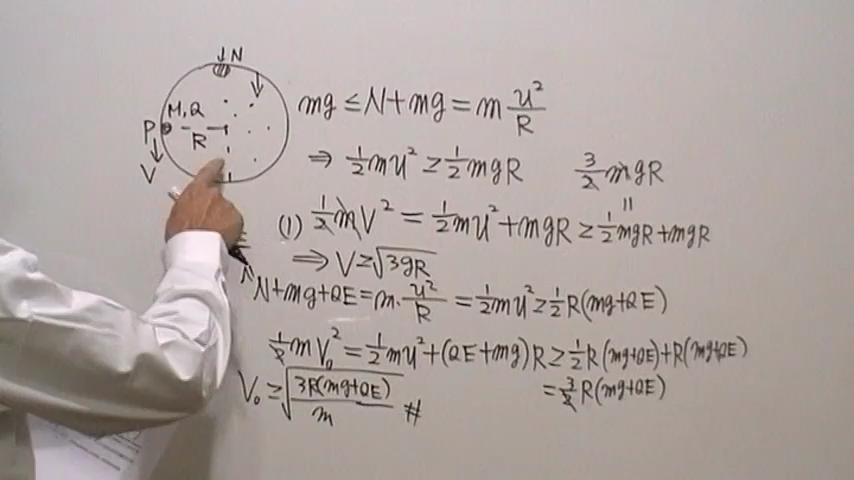 ↓N
M,Q
P
R
V
mg ≤ N+mg = m u²/R
⇒ ½mu² ≥ ½mgR
3/2 mgR
=
(1) ½mV² = ½mu²+mgR ≥ ½mgR+mgR
⇒ V≥√3gR
N+mg+QE = m·u²/R = ½mu² ≥ ½R(mg+QE)
½mV₀² = ½mu²+(QE+mg)R ≥ ½R(mg+QE)+R(mg+QE)
= 3/2 R(mg+QE)
V₀ ≥ √3R(mg+QE)/m #